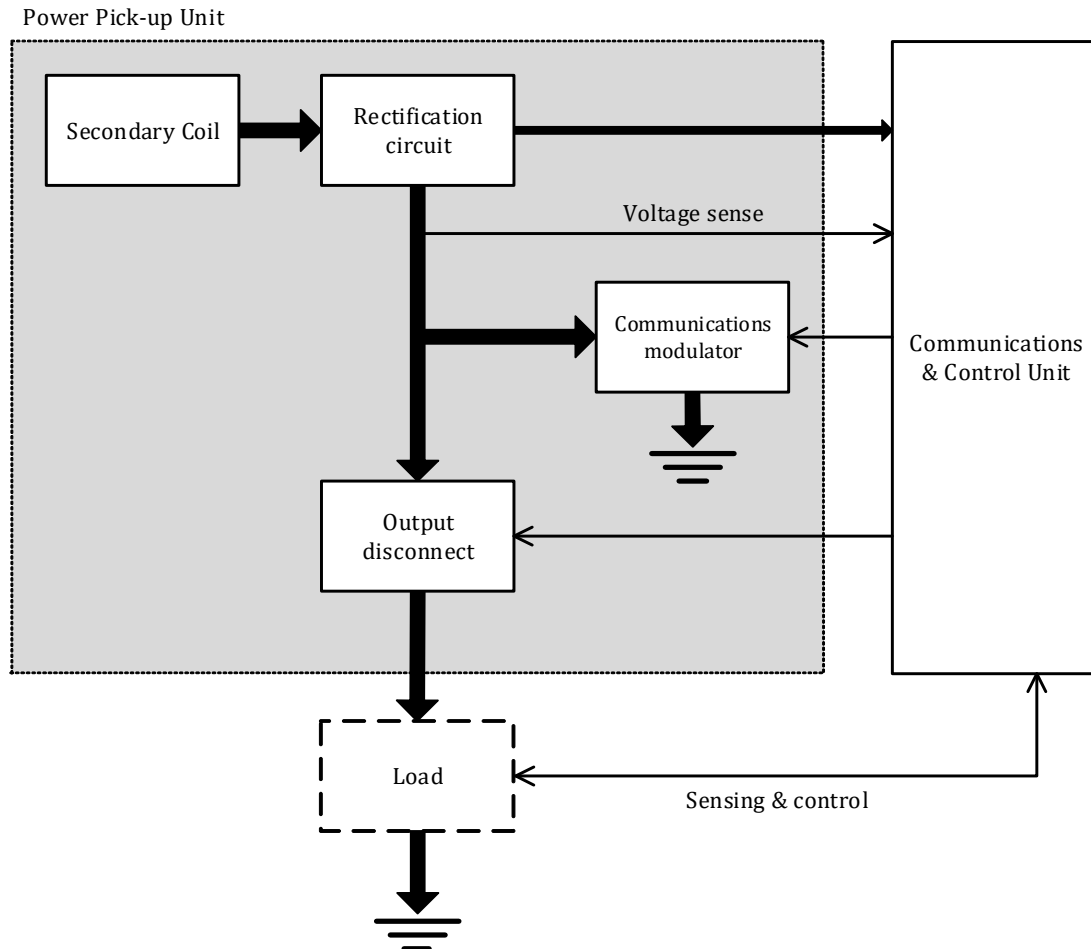 Power Pick-up Unit
Secondary Coil
Rectification
circuit
Voltage sense
Communications
modulator
Communications
& Control Unit
Output
disconnect
Load
Sensing & control